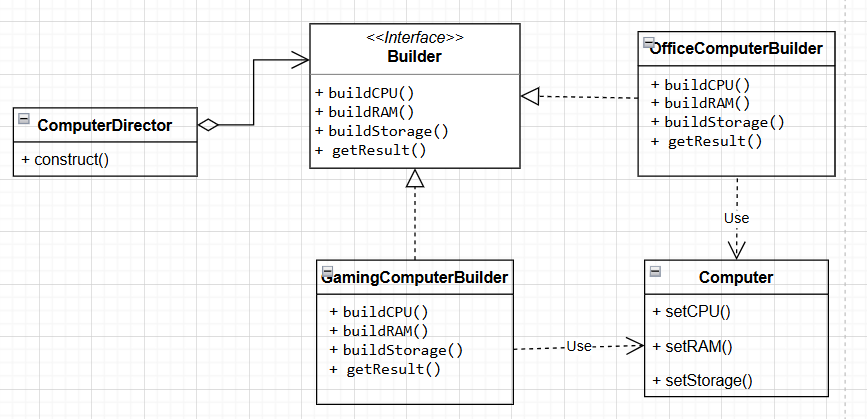 <<Interface>>
Builder
+ buildCPU()
+ buildRAM()
+ buildStorage()
+ getResult()
OfficeComputerBuilder
+ buildCPU()
+ buildRAM()
+ buildStorage()
+ getResult()
ComputerDirector
+ construct()
Use
GamingComputerBuilder
+ buildCPU()
+ buildRAM()
+ buildStorage()
+ getResult()
Use
Computer
+ setCPU()
+ setRAM()
+ setStorage()